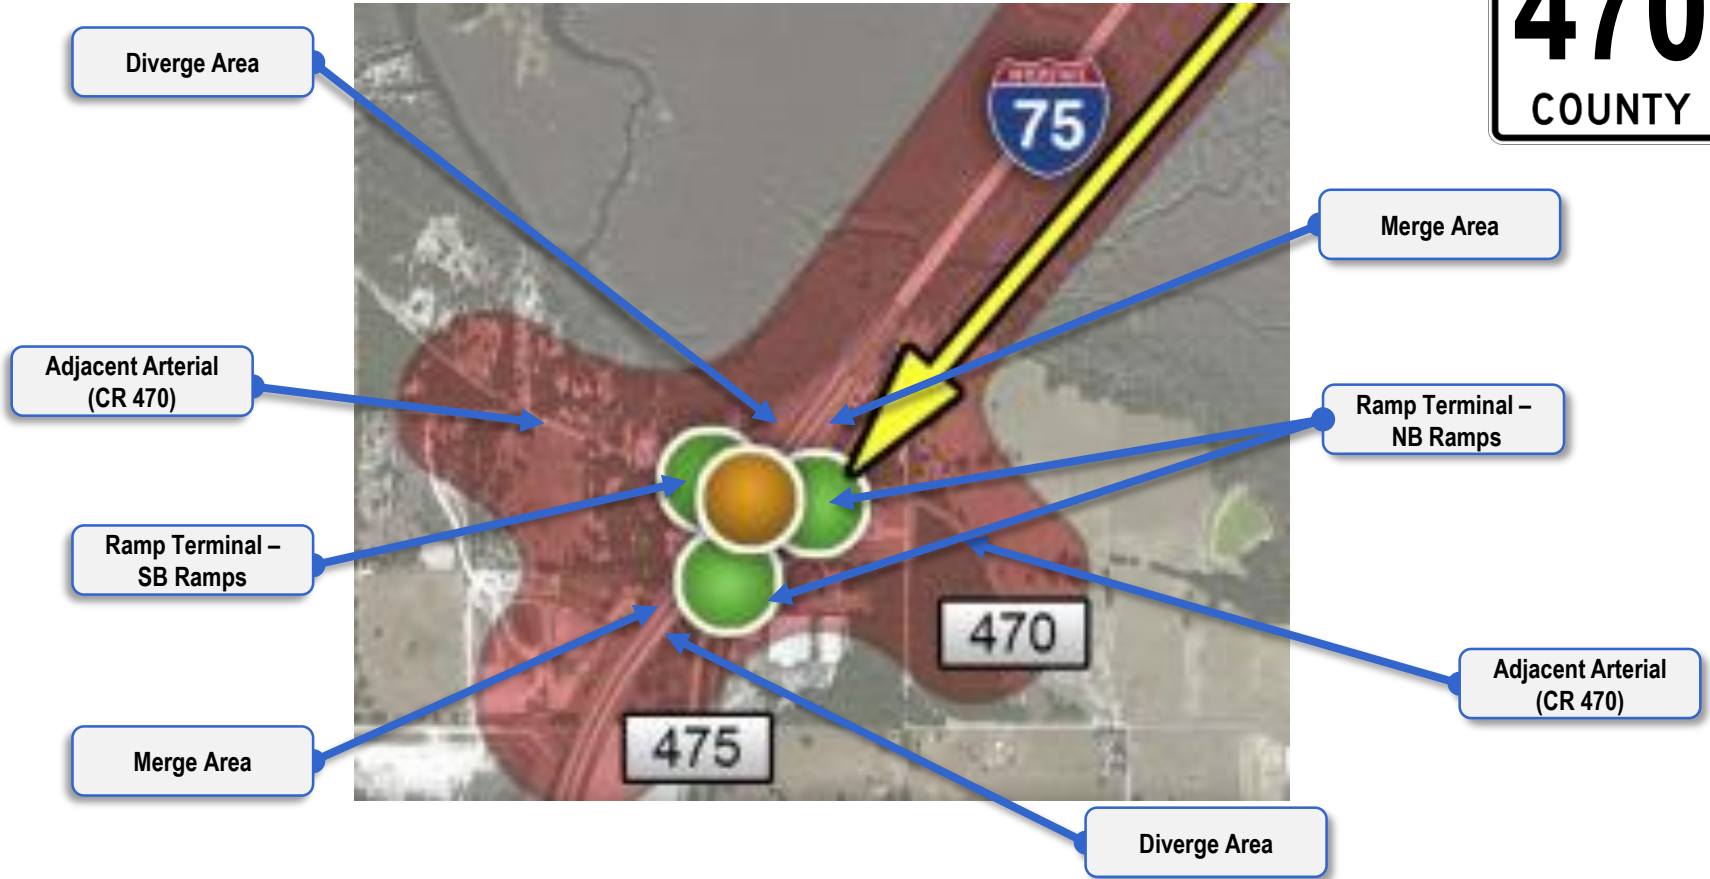 470
COUNTY
Diverge Area
INTERSTATE
75
Merge Area
Adjacent Arterial
(CR 470)
Ramp Terminal –
NB Ramps
Ramp Terminal –
SB Ramps
470
Adjacent Arterial
(CR 470)
475
Merge Area
Diverge Area